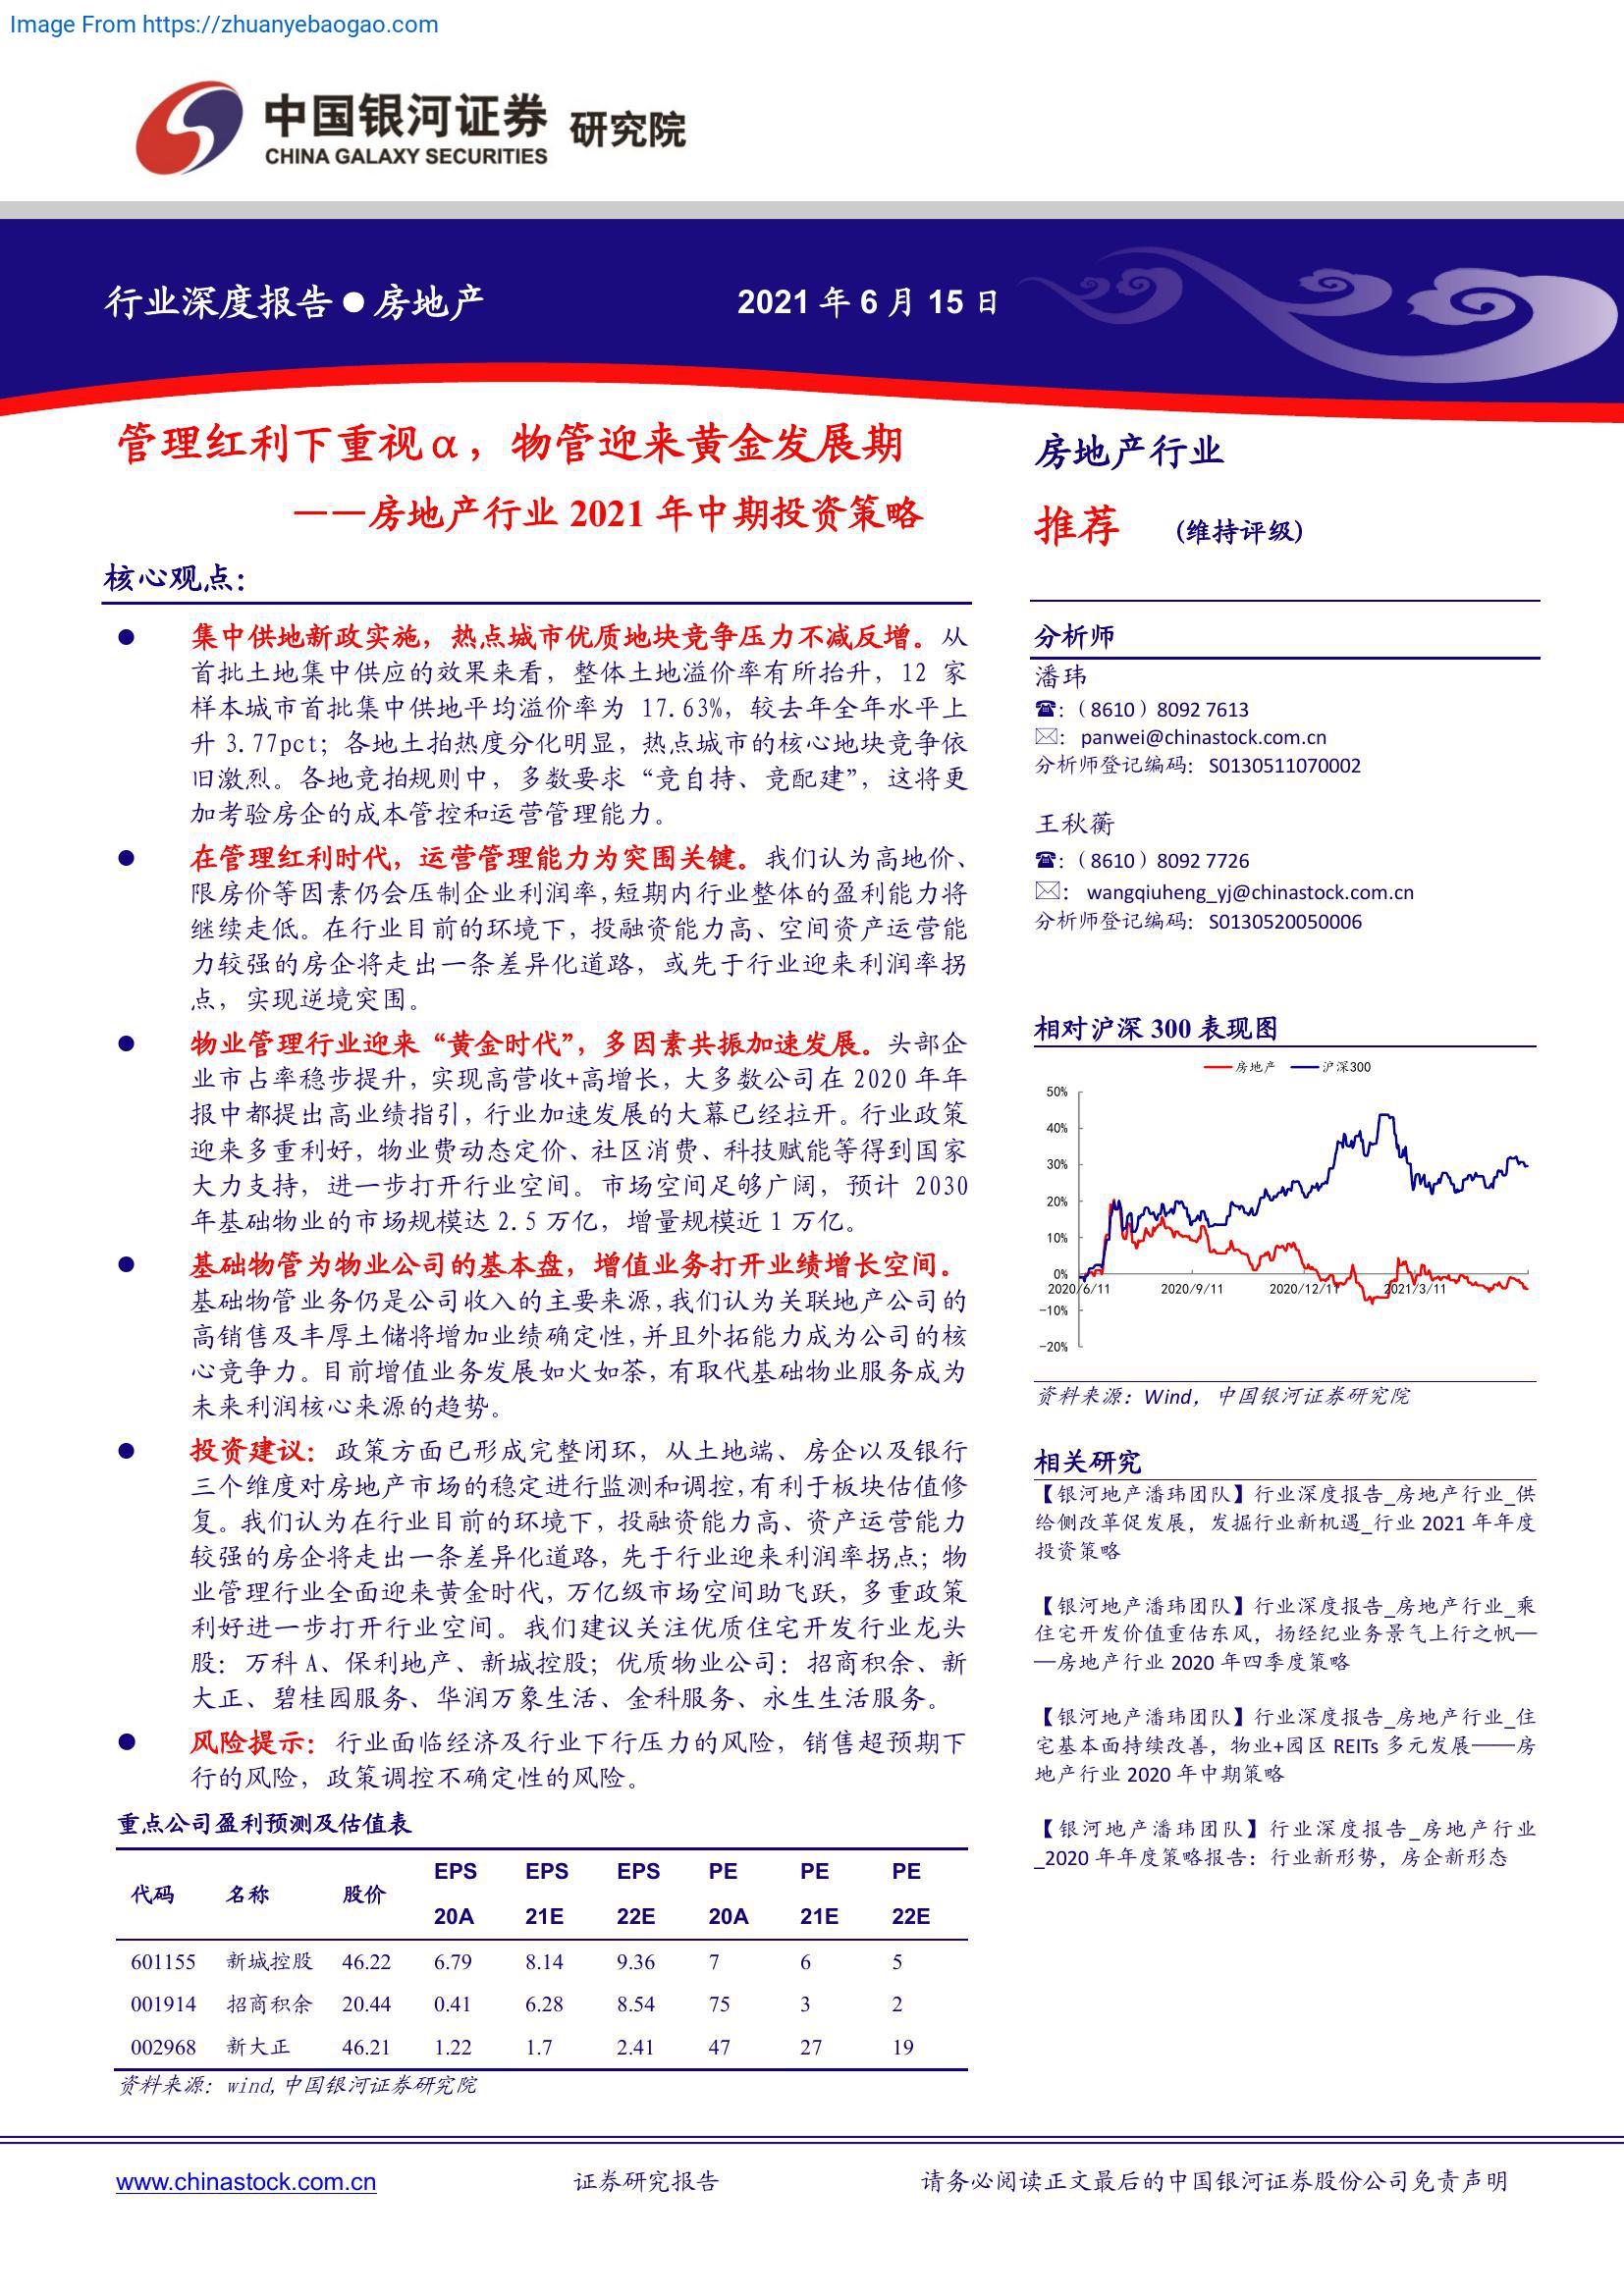 Image From https://zhuanyebaogao.com
中国银河证券 研究院
CHINA GALAXY SECURITIES
行业深度报告●房地产
2021 年 6 月 15 日
管理红利下重视α，物管迎来黄金发展期
——房地产行业 2021 年中期投资策略
核心观点：
● 集中供地新政实施，热点城市优质地块竞争压力不减反增。从
首批土地集中供应的效果来看，整体土地溢价率有所抬升，12 家
样本城市首批集中供地平均溢价率为 17.63%，较去年全年水平上
升 3.77pct；各地土拍热度分化明显，热点城市的核心地块竞争依
旧激烈。各地竞拍规则中，多数要求“竞自持、竞配建”，这将更
加考验房企的成本管控和运营管理能力。
● 在管理红利时代，运营管理能力为突围关键。我们认为高地价、
限房价等因素仍会压制企业利润率，短期内行业整体的盈利能力将
继续走低。在行业目前的环境下，投融资能力高、空间资产运营能
力较强的房企将走出一条差异化道路，或先于行业迎来利润率拐
点，实现逆境突围。
● 物业管理行业迎来“黄金时代”，多因素共振加速发展。头部企
业市占率稳步提升，实现高营收+高增长，大多数公司在 2020 年年
报中都提出高业绩指引，行业加速发展的大幕已经拉开。行业政策
迎来多重利好，物业费动态定价、社区消费、科技赋能等得到国家
大力支持，进一步打开行业空间。市场空间足够广阔，预计 2030
年基础物业的市场规模达 2.5 万亿，增量规模近 1 万亿。
● 基础物管为物业公司的基本盘，增值业务打开业绩增长空间。
基础物管业务仍是公司收入的主要来源，我们认为关联地产公司的
高销售及丰厚土储将增加业绩确定性，并且外拓能力成为公司的核
心竞争力。目前增值业务发展如火如荼，有取代基础物业服务成为
未来利润核心来源的趋势。
● 投资建议：政策方面已形成完整闭环，从土地端、房企以及银行
三个维度对房地产市场的稳定进行监测和调控，有利于板块估值修
复。我们认为在行业目前的环境下，投融资能力高、资产运营能力
较强的房企将走出一条差异化道路，先于行业迎来利润率拐点；物
业管理行业全面迎来黄金时代，万亿级市场空间助飞跃，多重政策
利好进一步打开行业空间。我们建议关注优质住宅开发行业龙头
股：万科 A、保利地产、新城控股；优质物业公司：招商积余、新
大正、碧桂园服务、华润万象生活、金科服务、永生生活服务。
● 风险提示：行业面临经济及行业下行压力的风险，销售超预期下
行的风险，政策调控不确定性的风险。
重点公司盈利预测及估值表
代码 名称 股价 EPS 20A EPS 21E EPS 22E PE 20A PE 21E PE 22E
601155 新城控股 46.22 6.79 8.14 9.36 7 6 5
001914 招商积余 20.44 0.41 6.28 8.54 75 3 2
002968 新大正 46.21 1.22 1.7 2.41 47 27 19
资料来源：wind,中国银河证券研究院
房地产行业
推荐 (维持评级)
分析师
潘玮
☎：（8610）8092 7613
✉： panwei@chinastock.com.cn
分析师登记编码：S0130511070002
王秋蘅
☎：（8610）8092 7726
✉： wangqiuheng_yj@chinastock.com.cn
分析师登记编码：S0130520050006
相对沪深 300 表现图
房地产 沪深300
50%
40%
30%
20%
10%
0%
-10%
-20%
2020/6/11 2020/9/11 2020/12/11 2021/3/11
资料来源：Wind，中国银河证券研究院
相关研究
【银河地产潘玮团队】行业深度报告_房地产行业_供
给侧改革促发展，发掘行业新机遇_行业 2021 年年度
投资策略
【银河地产潘玮团队】行业深度报告_房地产行业_乘
住宅开发价值重估东风，扬经纪业务景气上行之帆—
—房地产行业 2020 年四季度策略
【银河地产潘玮团队】行业深度报告_房地产行业_住
宅基本面持续改善，物业+园区 REITs 多元发展——房
地产行业 2020 年中期策略
【银河地产潘玮团队】行业深度报告_房地产行业
_2020 年年度策略报告：行业新形势，房企新形态
www.chinastock.com.cn
证券研究报告
请务必阅读正文最后的中国银河证券股份公司免责声明